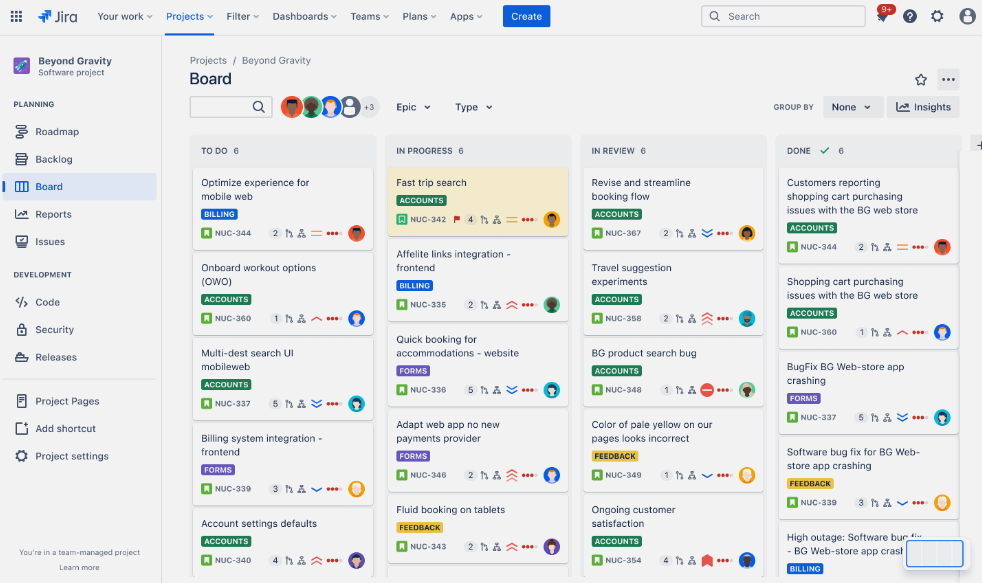 Jira
Your work
Projects
Filter
Dashboards
Teams
Plans
Apps
Create
Search
9+
Beyond Gravity
Software project
PLANNING
Roadmap
Backlog
Board
Reports
Issues
DEVELOPMENT
Code
Security
Releases
Project Pages
Add shortcut
Project settings
You're in a team-managed project
Learn more
Projects / Beyond Gravity
Board
+3
Epic
Type
GROUP BY
None
Insights
TO DO 6
Optimize experience for
mobile web
BILLING
NUC-344 2
Onboard workout options
(OWO)
ACCOUNTS
NUC-360 1
Multi-dest search UI
mobileweb
ACCOUNTS
NUC-337 5
Billing system integration -
frontend
FORMS
NUC-339 3
Account settings defaults
ACCOUNTS
NUC-340 4
IN PROGRESS 6
Fast trip search
ACCOUNTS
NUC-342 4
Affelite links integration -
frontend
BILLING
NUC-335 2
Quick booking for
accommodations - website
FORMS
NUC-336 5
Adapt web app no new
payments provider
FORMS
NUC-346 2
Fluid booking on tablets
FEEDBACK
NUC-343 2
IN REVIEW 6
Revise and streamline
booking flow
ACCOUNTS
NUC-367 2
Travel suggestion
experiments
ACCOUNTS
NUC-358 2
BG product search bug
ACCOUNTS
NUC-348 1
Color of pale yellow on our
pages looks incorrect
FEEDBACK
NUC-349 1
Ongoing customer
satisfaction
ACCOUNTS
NUC-354 4
DONE 6
Customers reporting
shopping cart purchasing
issues with the BG web store
ACCOUNTS
NUC-344 2
Shopping cart purchasing
issues with the BG web store
ACCOUNTS
NUC-360 1
BugFix BG Web-store app
crashing
FORMS
NUC-337 5
Software bug fix for BG Web-
store app crashing
FEEDBACK
NUC-339 3
High outage: Software bug fix
- BG Web-store app cras
BILLING